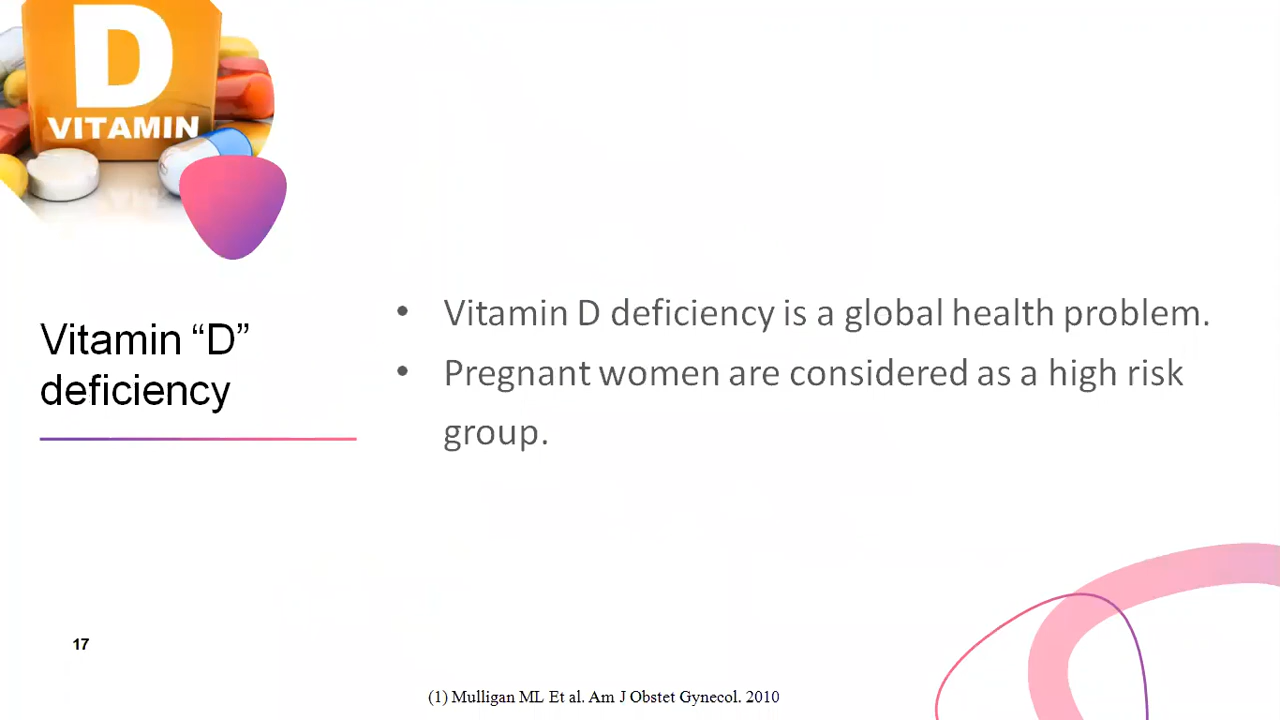 D
VITAMIN
Vitamin “D”
deficiency
• Vitamin D deficiency is a global health problem.
• Pregnant women are considered as a high risk
group.
17
(1) Mulligan ML Et al. Am J Obstet Gynecol. 2010